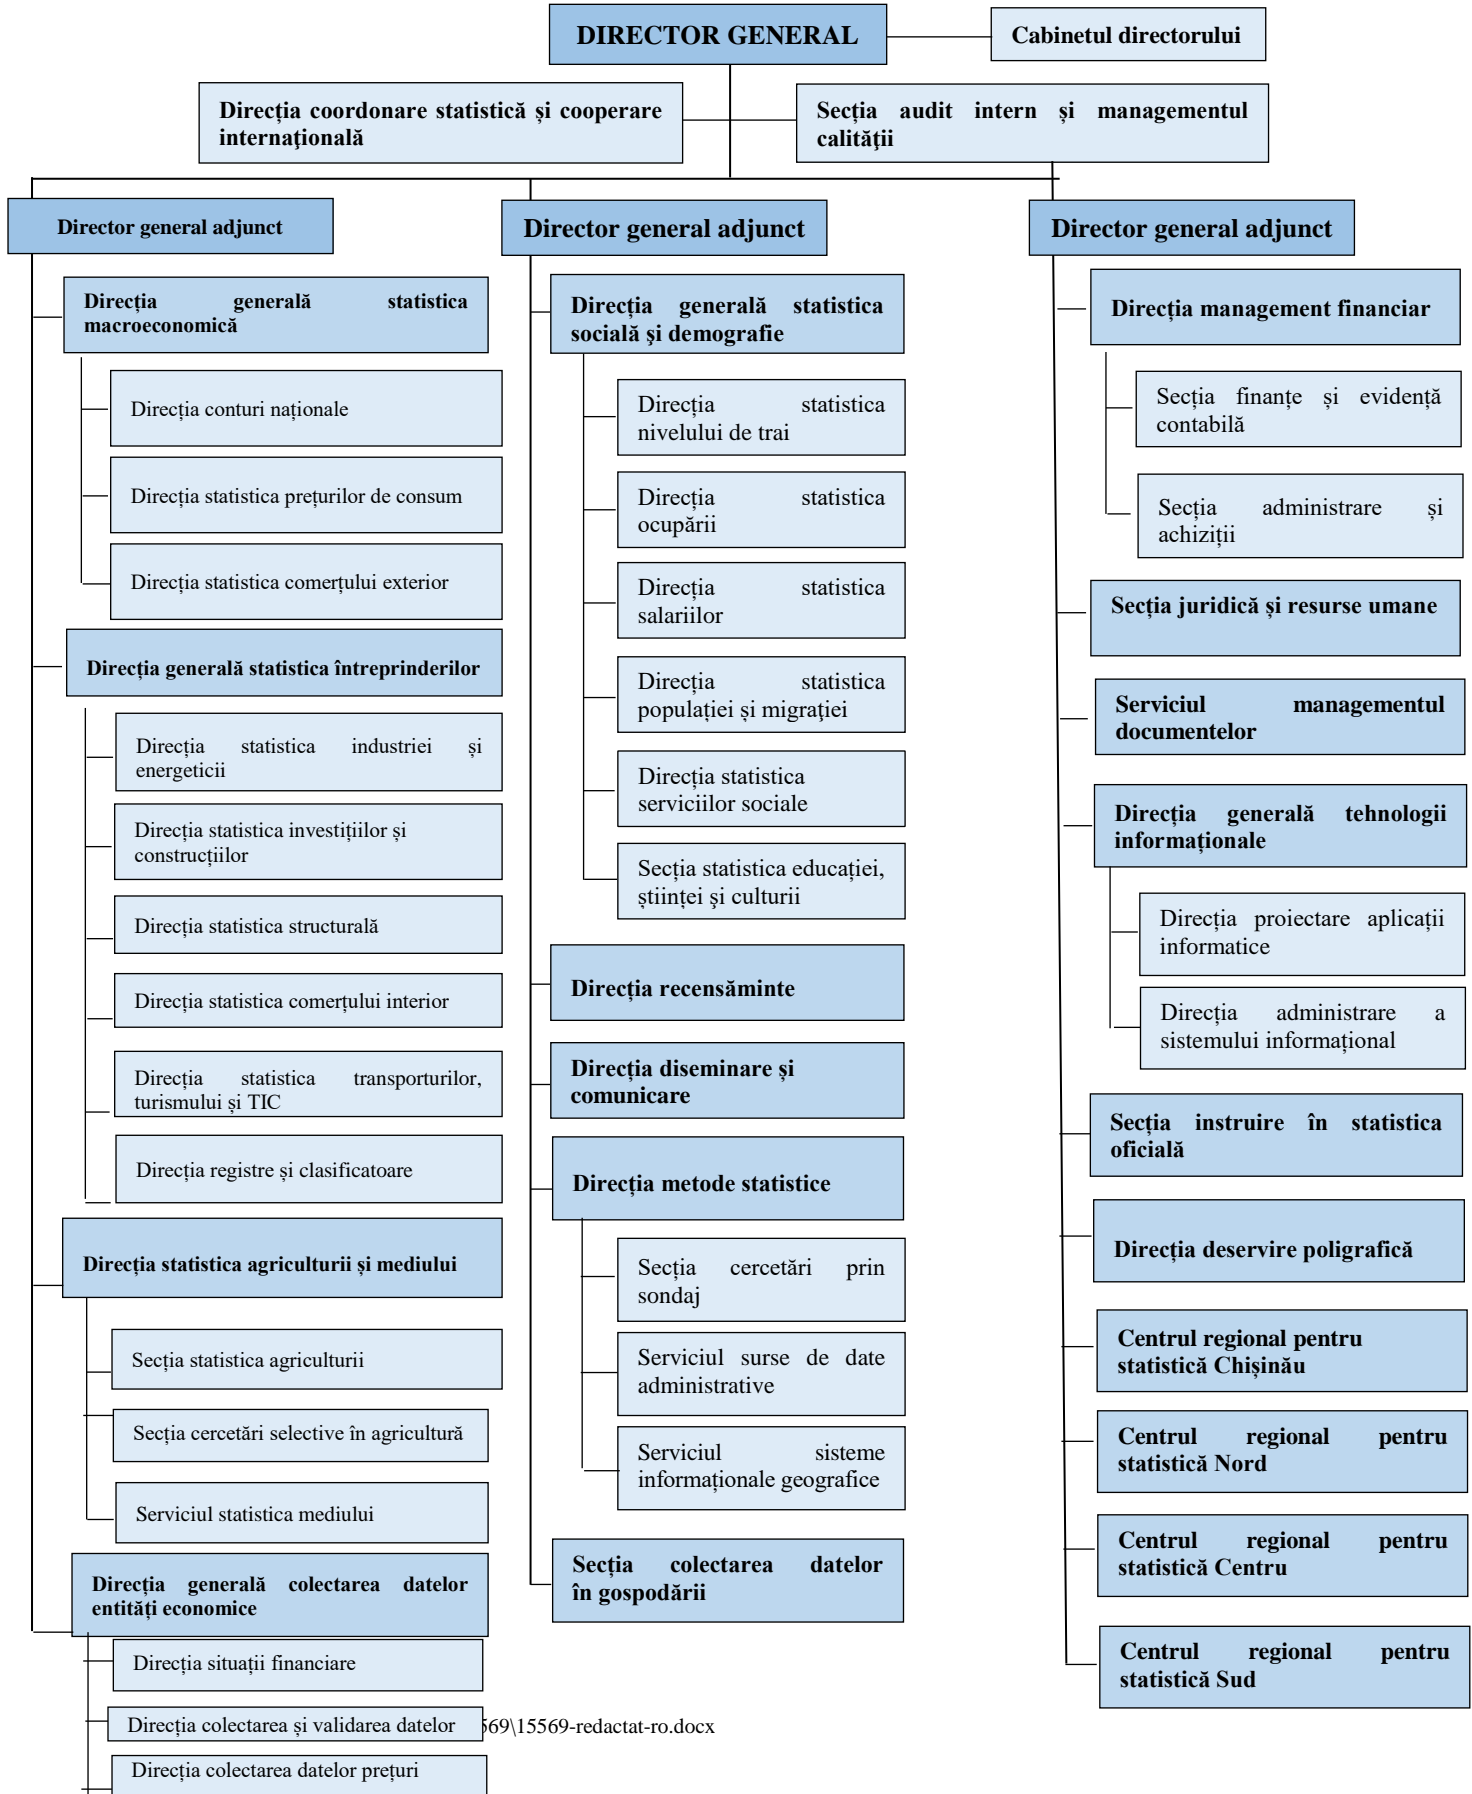 DIRECTOR GENERAL
Cabinetul directorului
Direcția coordonare statistică și cooperare
internaţională
Secția audit intern și managementul
calităţii
Director general adjunct
Direcția generală statistica
macroeconomică
Direcția conturi naționale
Direcția statistica prețurilor de consum
Direcția statistica comerțului exterior
Direcția generală statistica întreprinderilor
Direcția statistica industriei și
energeticii
Direcția statistica investițiilor și
construcțiilor
Direcția statistica structurală
Direcția statistica comerțului interior
Direcția statistica transporturilor,
turismului și TIC
Direcția registre și clasificatoare
Direcția statistica agriculturii și mediului
Secția statistica agriculturii
Secția cercetări selective în agricultură
Serviciul statistica mediului
Direcția generală colectarea datelor
entități economice
Direcția situații financiare
Direcția colectarea și validarea datelor
Direcția colectarea datelor prețuri
Director general adjunct
Direcția generală statistica
socială şi demografie
Direcția statistica
nivelului de trai
Direcția statistica
ocupării
Direcția statistica
salariilor
Direcția statistica
populației și migraţiei
Direcția statistica
serviciilor sociale
Secția statistica educației,
științei şi culturii
Direcția recensăminte
Direcția diseminare și
comunicare
Direcția metode statistice
Secția cercetări prin
sondaj
Serviciul surse de date
administrative
Serviciul sisteme
informaționale geografice
Secția colectarea datelor
în gospodării
Director general adjunct
Direcția management financiar
Secția finanțe și evidență
contabilă
Secția administrare și
achiziții
Secția juridică și resurse umane
Serviciul managementul
documentelor
Direcția generală tehnologii
informaționale
Direcția proiectare aplicații
informatice
Direcția administrare a
sistemului informațional
Secția instruire în statistica
oficială
Direcția deservire poligrafică
Centrul regional pentru
statistică Chișinău
Centrul regional pentru
statistică Nord
Centrul regional pentru
statistică Centru
Centrul regional pentru
statistică Sud
569\15569-redactat-ro.docx